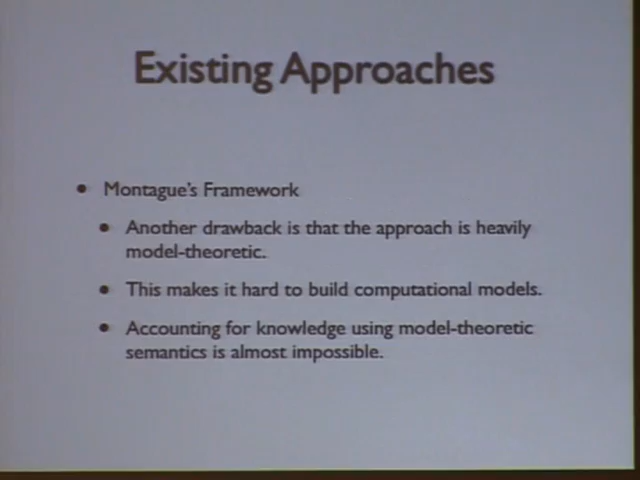 Existing Approaches
• Montague's Framework
• Another drawback is that the approach is heavily
model-theoretic.
• This makes it hard to build computational models.
• Accounting for knowledge using model-theoretic
semantics is almost impossible.